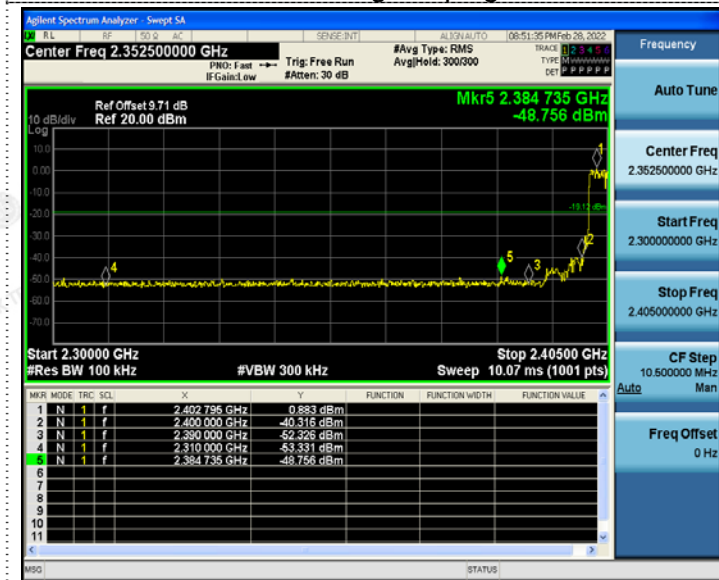 Agilent Spectrum Analyzer - Swept SA
RL RF 50 Ω AC SENSE:INT ALIGN AUTO 08:51:35 PM Feb 28, 2022
Center Freq 2.352500000 GHz
PNO: Fast Trig: Free Run
IFGain:Low #Atten: 30 dB
#Avg Type: RMS
Avg|Hold: 300/300
TRACE 1 2 3 4 5 6
TYPE M W W W W W
DET P P P P P P
Mkr5 2.384 735 GHz
-48.756 dBm
Ref Offset 9.71 dB
10 dB/div Ref 20.00 dBm
Log
10.0
0.00
-10.0
-20.0
-30.0
-40.0
-50.0
-60.0
-70.0
1
2
3
4
5
Start 2.30000 GHz Stop 2.40500 GHz
#Res BW 100 kHz #VBW 300 kHz Sweep 10.07 ms (1001 pts)
MKR MODE TRC SCL X Y FUNCTION FUNCTION WIDTH FUNCTION VALUE
1 N 1 f 2.402 795 GHz 0.883 dBm
2 N 1 f 2.400 000 GHz -40.316 dBm
3 N 1 f 2.390 000 GHz -52.326 dBm
4 N 1 f 2.310 000 GHz -53.331 dBm
5 N 1 f 2.384 735 GHz -48.756 dBm
6
7
8
9
10
11
MSG STATUS
Frequency
Auto Tune
Center Freq
2.352500000 GHz
Start Freq
2.300000000 GHz
Stop Freq
2.405000000 GHz
CF Step
10.500000 MHz
Auto Man
Freq Offset
0 Hz